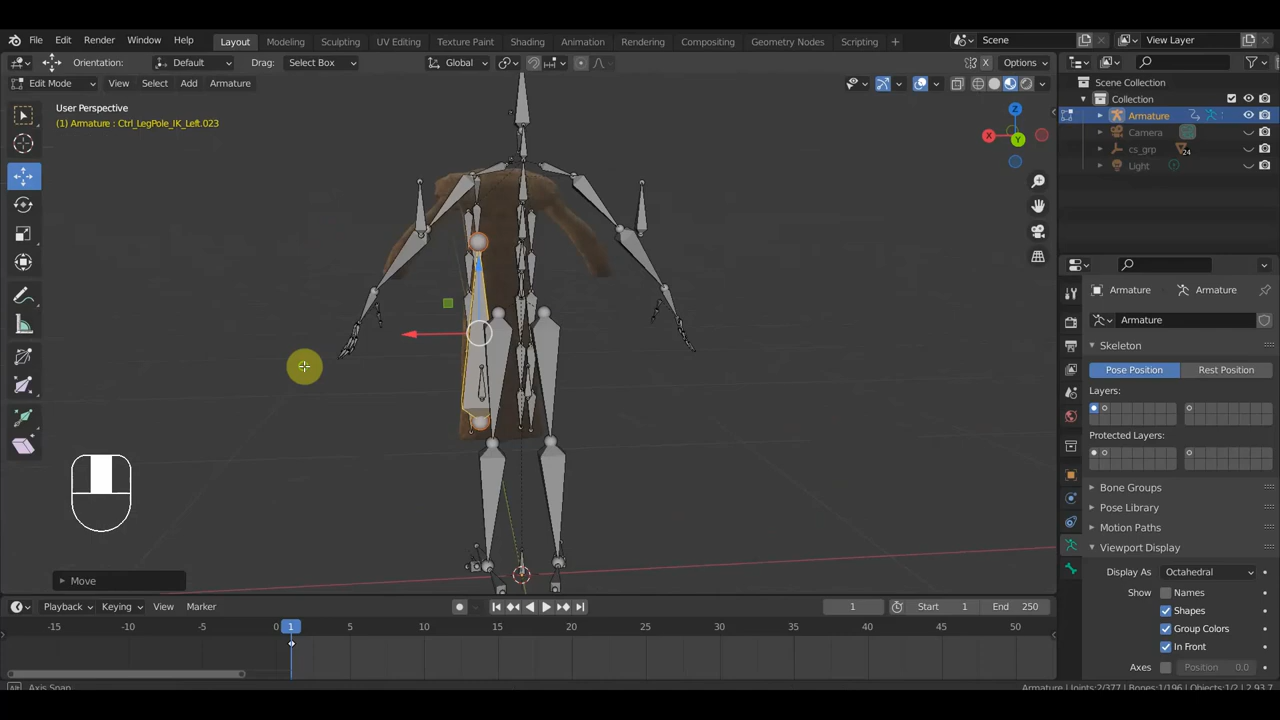 File Edit Render Window Help
Layout Modeling Sculpting UV Editing Texture Paint Shading Animation Rendering Compositing Geometry Nodes Scripting +
Scene View Layer
Orientation: Default Drag: Select Box Global X Options
Edit Mode View Select Add Armature
User Perspective
(1) Armature : Ctrl_LegPole_IK_Left.023
Z
X
Y
Scene Collection
Collection
Armature
Camera
cs_grp 24
Light
Armature Armature
Armature
Skeleton
Pose Position Rest Position
Layers:
Protected Layers:
Bone Groups
Pose Library
Motion Paths
Viewport Display
Display As Octahedral
Show Names
Shapes
Group Colors
In Front
Axes Position 0.0
Move
Playback Keying View Marker 1 Start 1 End 250
-15 -10 -5 0 1 5 10 15 20 25 30 35 40 45 50
Axis Snap
Armature | Joints:2/377 | Bones:1/196 | Objects:1/2 | 2.93.7